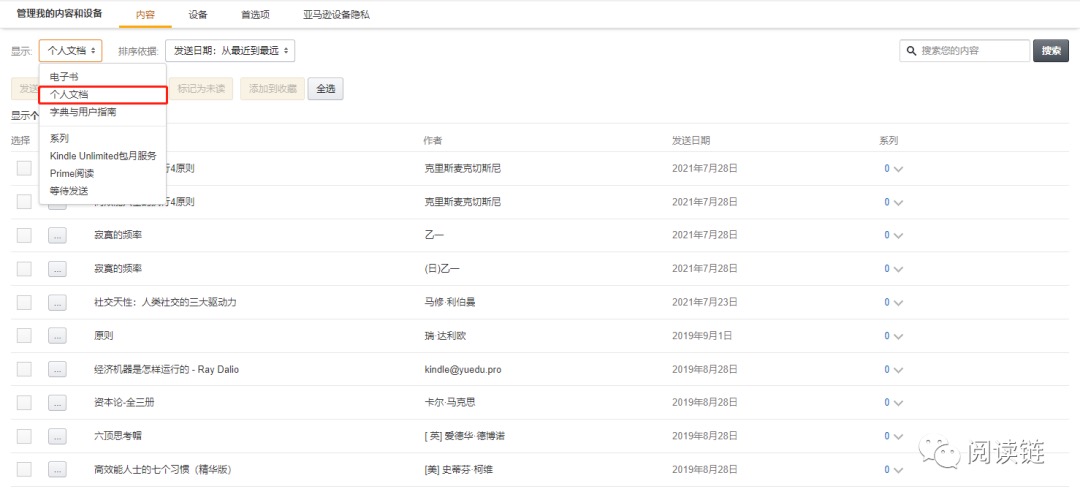 管理我的内容和设备 内容 设备 首选项 亚马逊设备隐私
显示: 个人文档 排序依据: 发送日期: 从最近到最远 搜索您的内容 搜索
电子书
发送 标记为未读 添加到收藏 全选
个人文档
字典与用户指南
显示个
系列
选择 作者 发送日期 系列
Kindle Unlimited包月服务
行4原则 克里斯麦克切斯尼 2021年7月28日 0
Prime阅读
等待发送
行4原则 克里斯麦克切斯尼 2021年7月28日 0
... 寂寞的频率 乙一 2021年7月28日 0
... 寂寞的频率 (日)乙一 2021年7月28日 0
... 社交天性：人类社交的三大驱动力 马修·利伯曼 2021年7月23日 0
... 原则 瑞·达利欧 2019年9月1日 0
... 经济机器是怎样运行的 - Ray Dalio kindle@yuedu.pro 2019年8月28日 0
... 资本论-全三册 卡尔·马克思 2019年8月28日 0
... 六顶思考帽 [ 英] 爱德华·德博诺 2019年8月28日 0
... 高效能人士的七个习惯（精华版） [美] 史蒂芬·柯维 2019年8月28日 0
阅读链